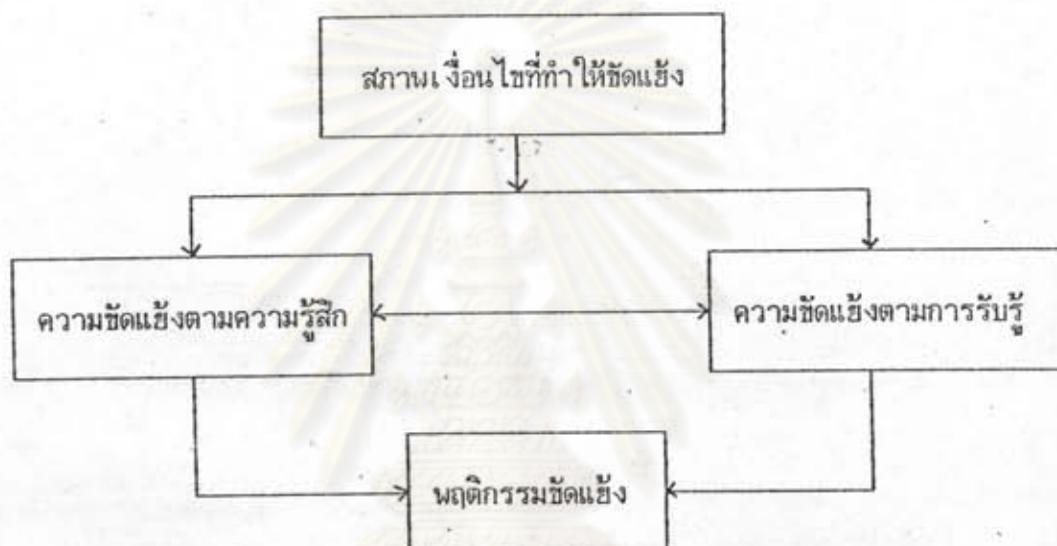 สภาพเงื่อนไขที่ทำให้ขัดแย้ง
ความขัดแย้งตามความรู้สึก
ความขัดแย้งตามการรับรู้
พฤติกรรมขัดแย้ง